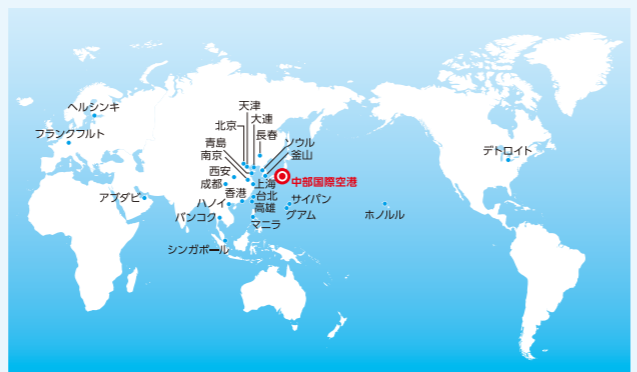 ヘルシンキ
フランクフルト
アブダビ
天津
大連
北京
長春
青島
南京
ソウル
釜山
西安
成都
上海
香港
台北
高雄
ハノイ
バンコク
マニラ
シンガポール
中部国際空港
サイパン
グアム
ホノルル
デトロイト